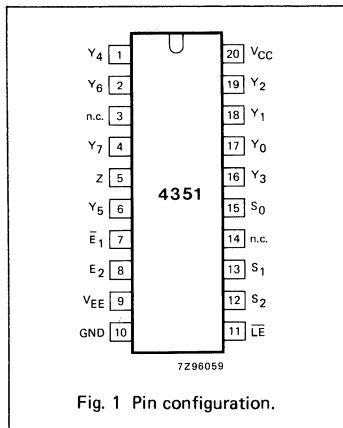 Y4 1 20 VCC
Y6 2 19 Y2
n.c. 3 18 Y1
Y7 4 17 Y0
Z 5 16 Y3
4351
Y5 6 15 S0
E̅1 7 14 n.c.
E2 8 13 S1
VEE 9 12 S2
GND 10 11 L̅E̅
7Z96059
Fig. 1 Pin configuration.